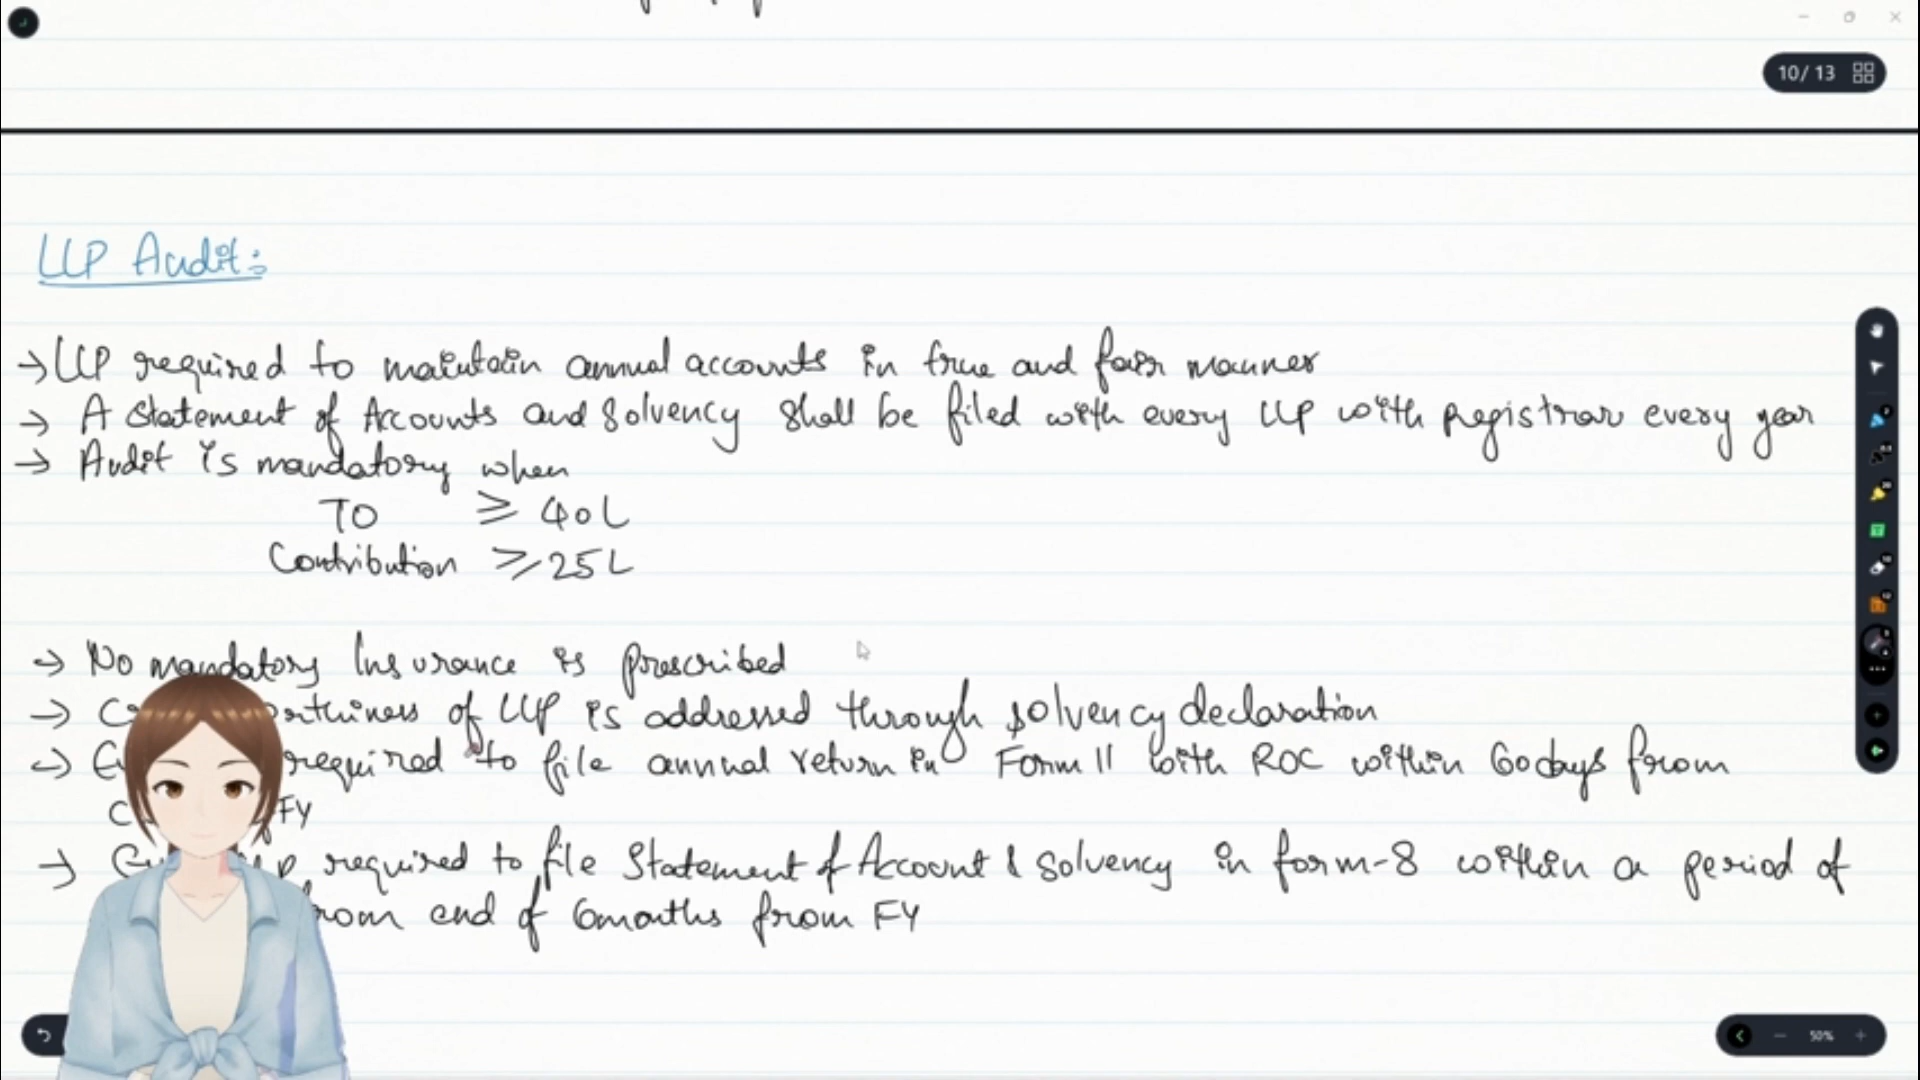 10/ 13
LLP Audit:
→ LLP required to maintain annual accounts in true and fair manner
→ A Statement of Accounts and Solvency shall be filed with every LLP with registrar every year
→ Audit is mandatory when
TO ≥ 40L
Contribution ≥ 25L
→ No mandatory Insurance is prescribed
→ of LLP is addressed through solvency declaration
→ required to file annual return in Form 11 with ROC within 60days from
FY
→ required to file Statement of Account & Solvency in form-8 within a period of
from end of 6months from FY
50%